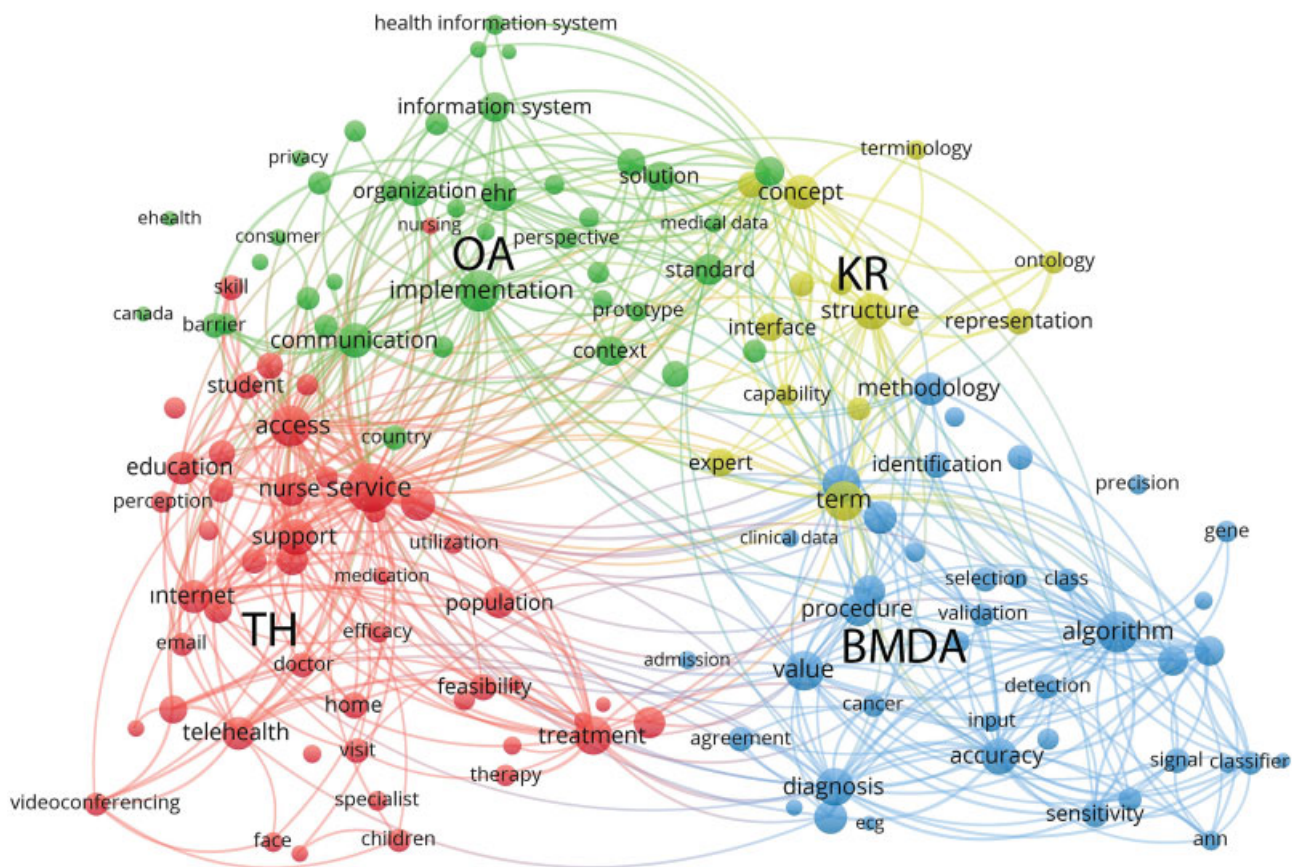 health information system
information system
privacy
terminology
solution
organization
ehr
concept
ehealth
nursing
medical data
consumer
perspective
OA
ontology
standard
KR
skill
implementation
canada
structure
barrier
prototype
interface
representation
communication
context
student
methodology
capability
access
country
education
expert
identification
perception
nurse
service
precision
term
support
utilization
clinical data
gene
medication
selection
class
internet
population
procedure
validation
TH
email
efficacy
BMDA
algorithm
doctor
admission
value
feasibility
detection
home
cancer
input
telehealth
treatment
agreement
visit
accuracy
signal
classifier
therapy
diagnosis
videoconferencing
specialist
sensitivity
ecg
face
children
ann